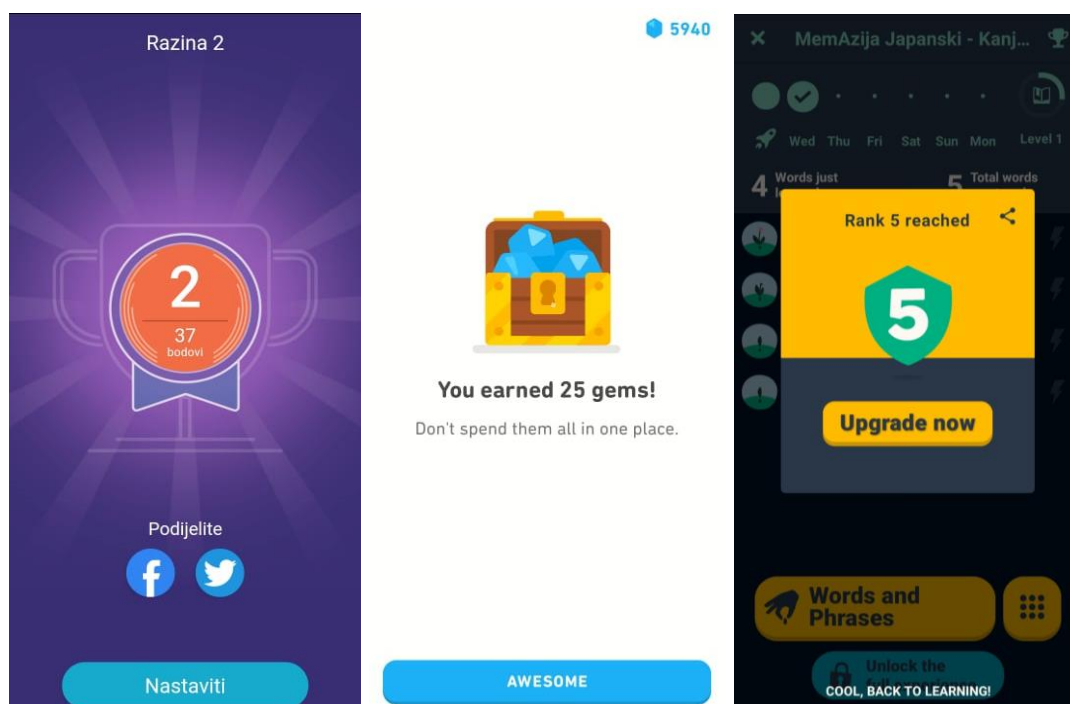 Razina 2
2
37
bodovi
Podijelite
Nastaviti
5940
You earned 25 gems!
Don't spend them all in one place.
AWESOME
MemAzija Japanski - Kanj...
Wed Thu Fri Sat Sun Mon
Level 1
4 Words just
5 Total words
Rank 5 reached
5
Upgrade now
Words and
Phrases
Unlock the
COOL, BACK TO LEARNING!